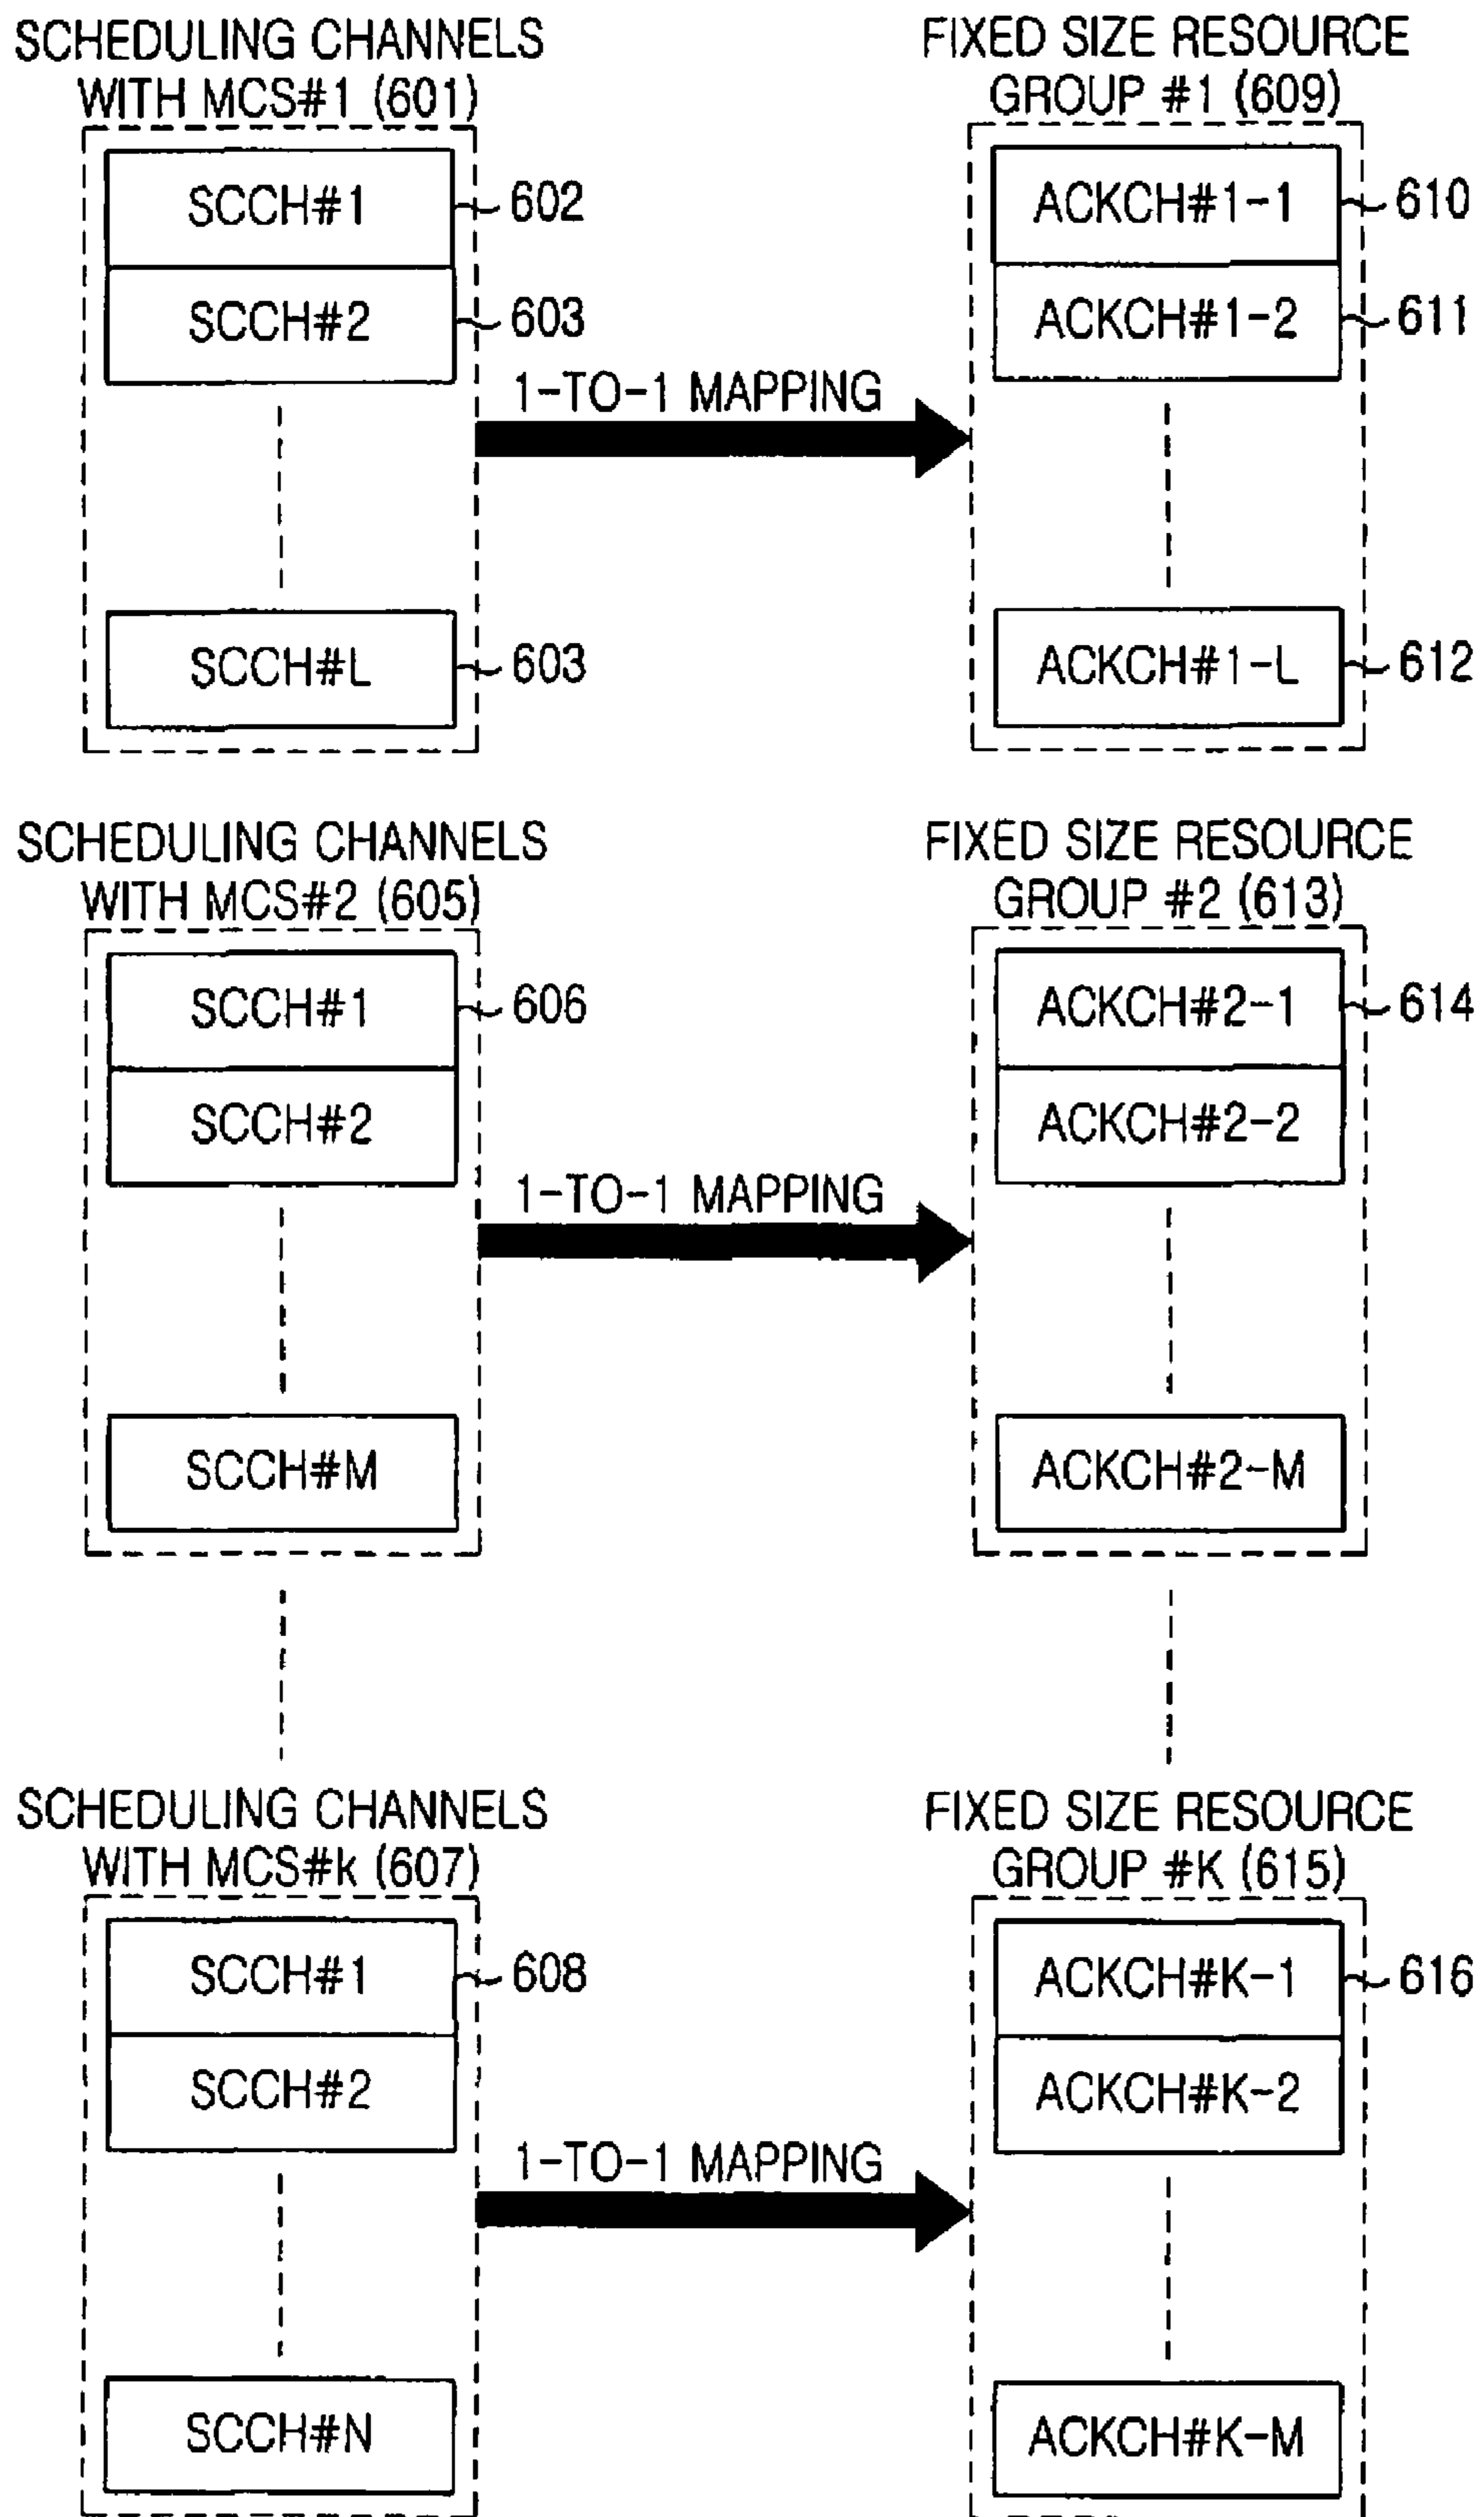 SCHEDULING CHANNELS
WITH MCS#1 (601)
SCCH#1
602
SCCH#2
603
SCCH#L
603
1-TO-1 MAPPING
FIXED SIZE RESOURCE
GROUP #1 (609)
ACKCH#1-1
610
ACKCH#1-2
611
ACKCH#1-L
612
SCHEDULING CHANNELS
WITH MCS#2 (605)
SCCH#1
606
SCCH#2
SCCH#M
1-TO-1 MAPPING
FIXED SIZE RESOURCE
GROUP #2 (613)
ACKCH#2-1
614
ACKCH#2-2
ACKCH#2-M
SCHEDULING CHANNELS
WITH MCS#K (607)
SCCH#1
608
SCCH#2
SCCH#N
1-TO-1 MAPPING
FIXED SIZE RESOURCE
GROUP #K (615)
ACKCH#K-1
616
ACKCH#K-2
ACKCH#K-M